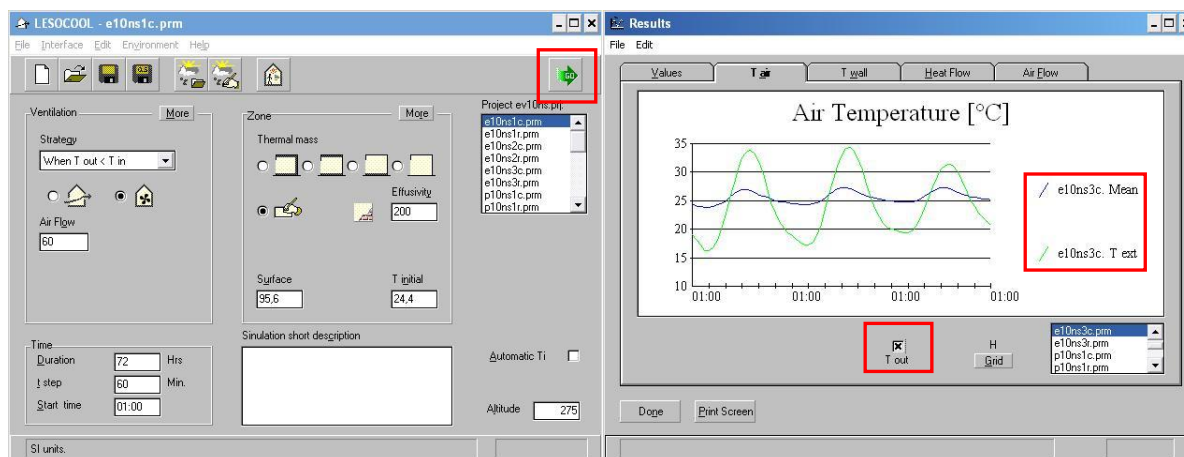 LESOCOOL - e10ns1c.prm
File Interface Edit Environment Help
GO
Ventilation More
Strategy
When T out < T in
Air Flow
60
Zone More
Thermal mass
Effusivity
200
Surface T initial
95,6 24,4
Project ev10ns.prj
e10ns1c.prm
e10ns1r.prm
e10ns2c.prm
e10ns2r.prm
e10ns3c.prm
e10ns3r.prm
p10ns1c.prm
p10ns1r.prm
Time
Duration 72 Hrs
t step 60 Min.
Start time 01:00
Sinulation short description
Automatic Ti
Altitude 275
SI units.
Results
File Edit
Values T air T wall Heat Flow Air Flow
Air Temperature [°C]
35
30
25
20
15
10
01:00 01:00 01:00 01:00
e10ns3c. Mean
e10ns3c. T ext
T out
H
Grid
e10ns3c.prm
e10ns3r.prm
p10ns1c.prm
p10ns1r.prm
Done Print Screen